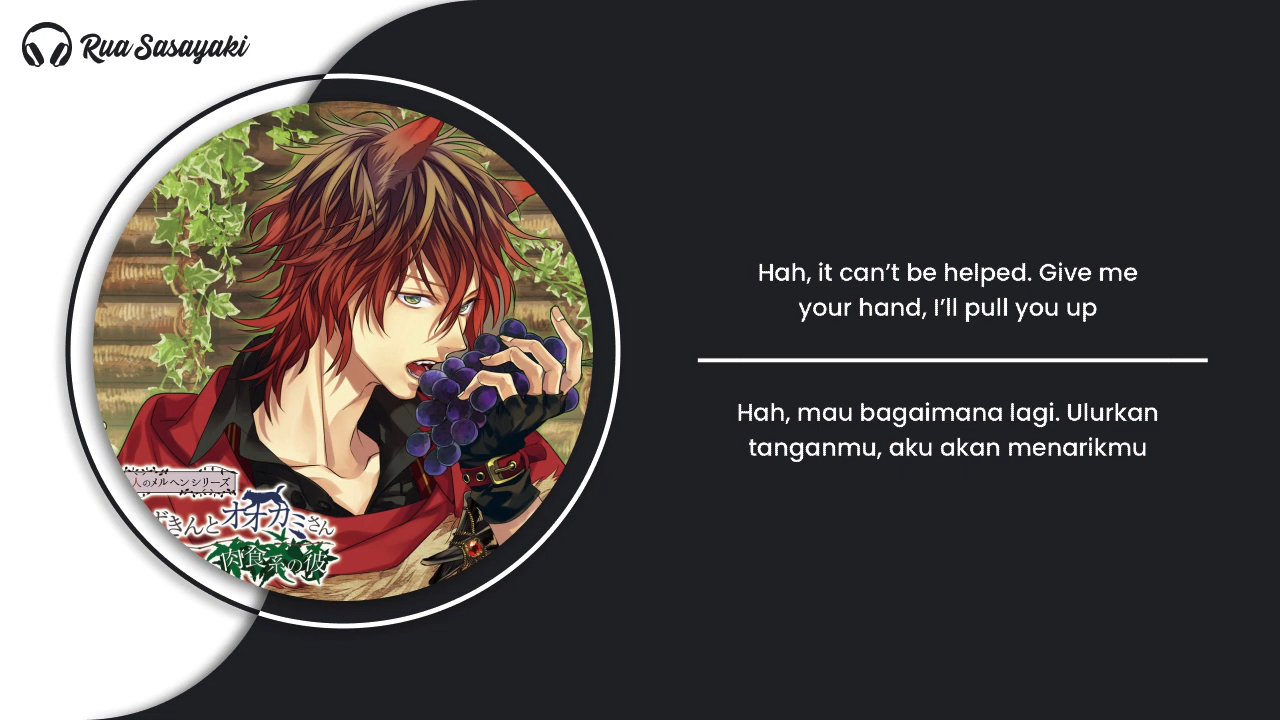 Rua Sasayaki
Hah, it can’t be helped. Give me
your hand, I’ll pull you up
Hah, mau bagaimana lagi. Ulurkan
tanganmu, aku akan menarikmu
人のメルヘンシリーズ
ずきんとオオカミさん
肉食系の彼